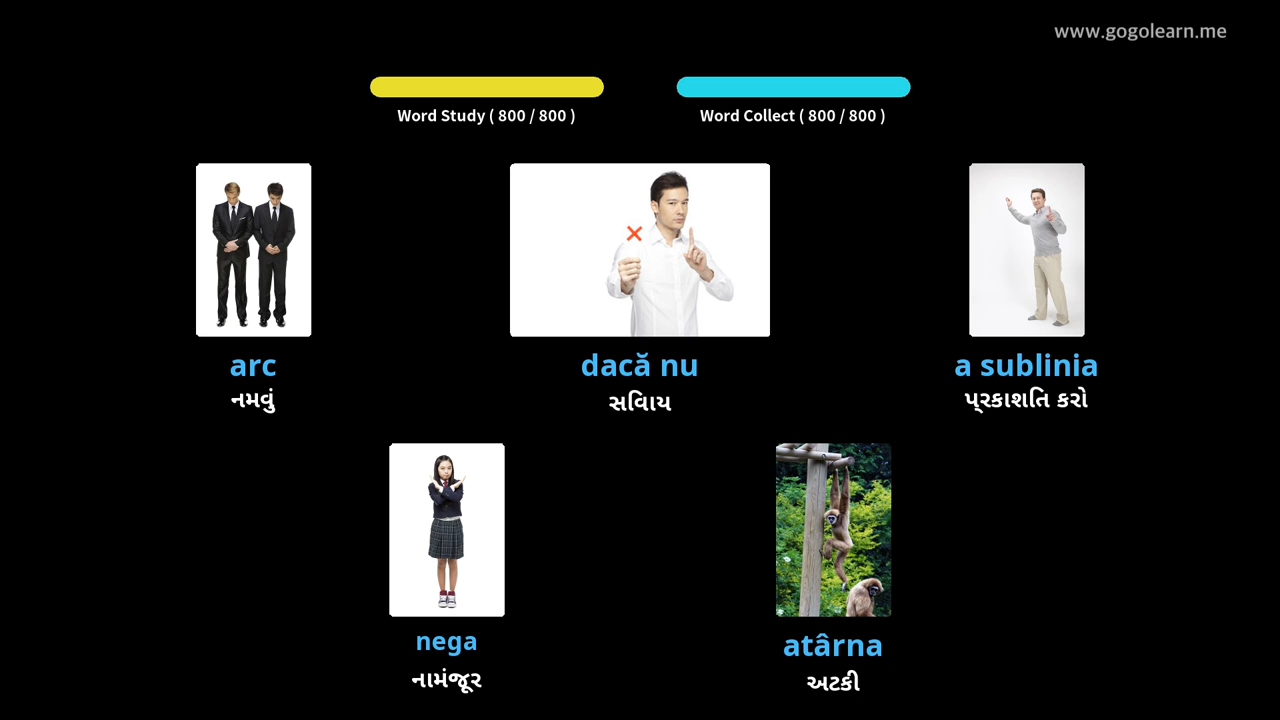 www.gogolearn.me
Word Study ( 800 / 800 )
Word Collect ( 800 / 800 )
arc
નમવું
dacă nu
સિવાય
a sublinia
પ્રકાશિત કરો
nega
નામંજૂર
atârna
અટકી